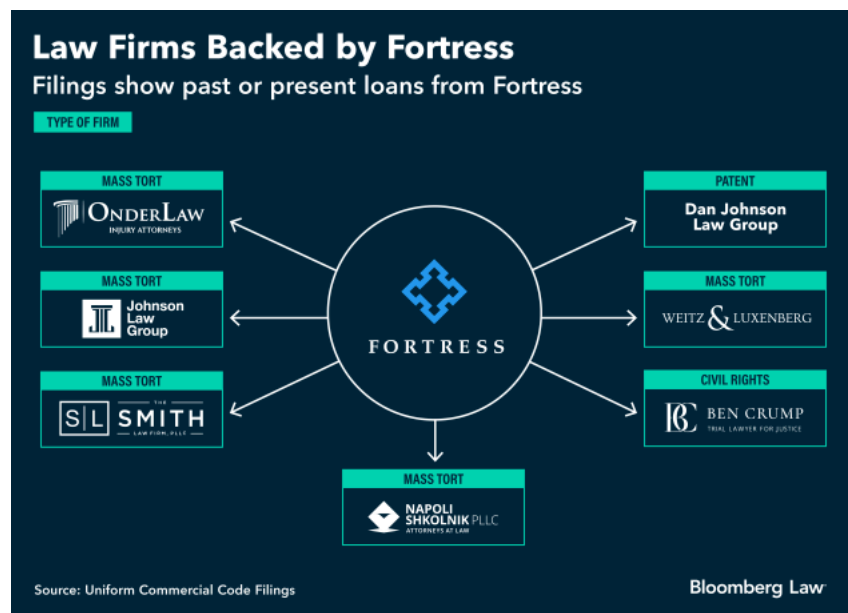 Law Firms Backed by Fortress
Filings show past or present loans from Fortress
TYPE OF FIRM
MASS TORT
ONDERLAW
INJURY ATTORNEYS
MASS TORT
Johnson
Law
Group
MASS TORT
S|L
THE
SMITH
LAW FIRM, PLLC
FORTRESS
PATENT
Dan Johnson
Law Group
MASS TORT
WEITZ & LUXENBERG
CIVIL RIGHTS
BC
BEN CRUMP
TRIAL LAWYER FOR JUSTICE
MASS TORT
NAPOLI
SHKOLNIK PLLC
ATTORNEYS AT LAW
Source: Uniform Commercial Code Filings
Bloomberg Law